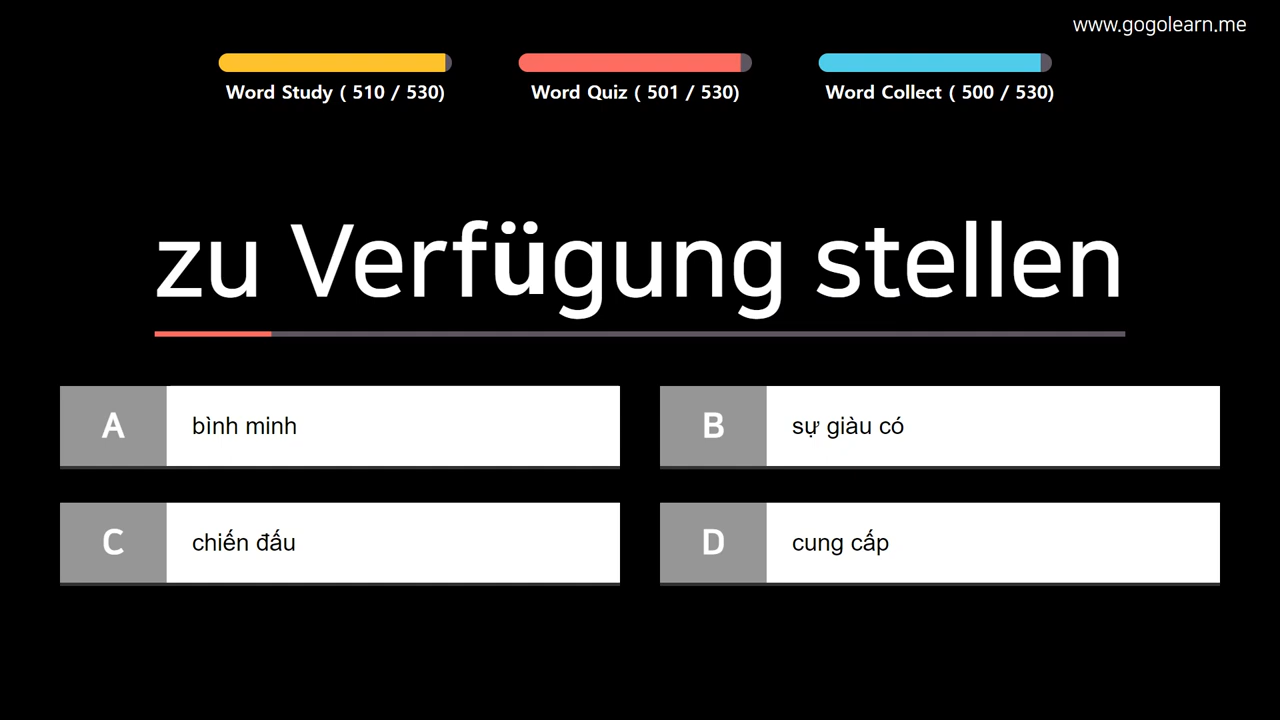 www.gogolearn.me
Word Study ( 510 / 530)
Word Quiz ( 501 / 530)
Word Collect ( 500 / 530)
zu Verfügung stellen
A bình minh
B sự giàu có
C chiến đấu
D cung cấp